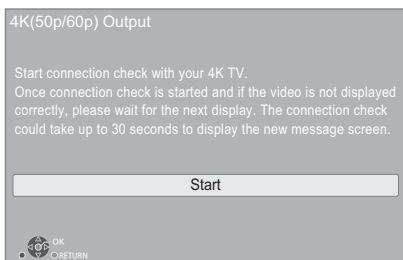 4K(50p/60p) Output
Start connection check with your 4K TV.
Once connection check is started and if the video is not displayed
correctly, please wait for the next display. The connection check
could take up to 30 seconds to display the new message screen.
Start
OK
RETURN